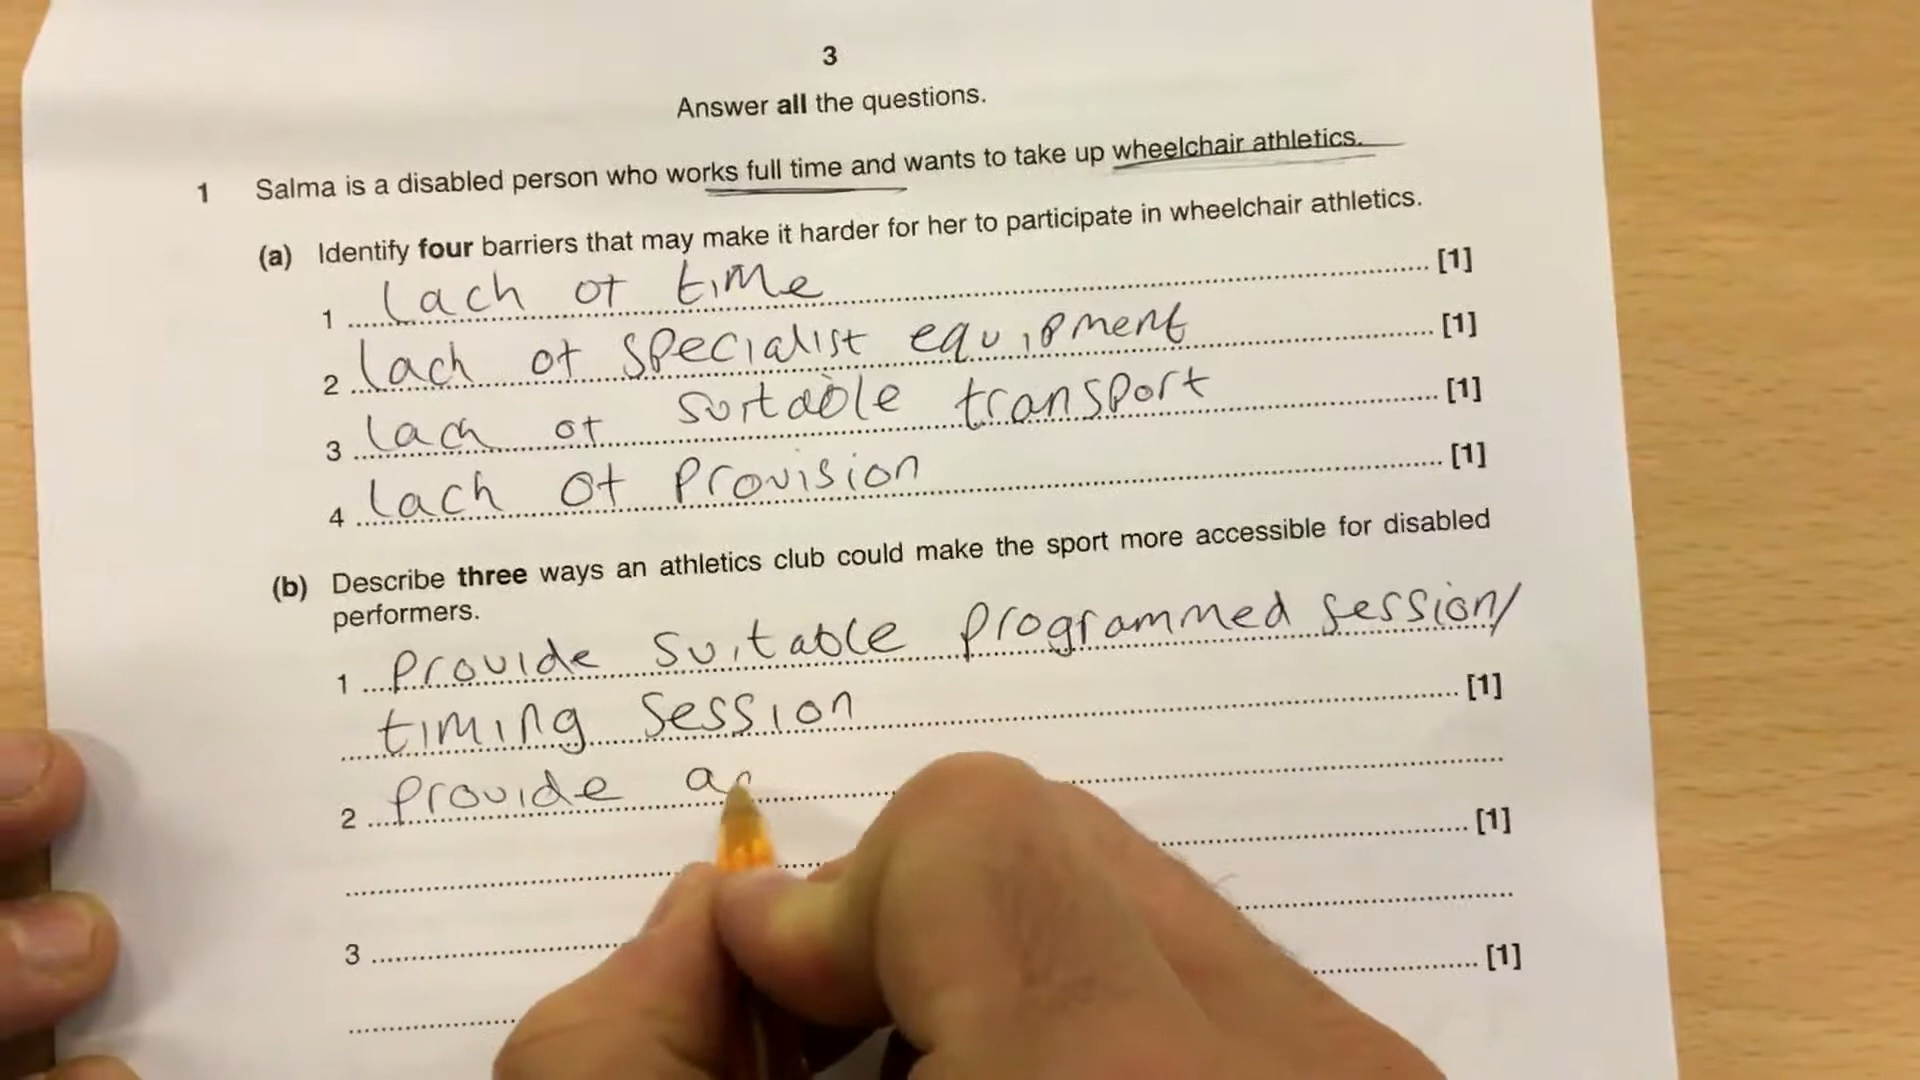 3
Answer all the questions.
1 Salma is a disabled person who works full time and wants to take up wheelchair athletics.
(a) Identify four barriers that may make it harder for her to participate in wheelchair athletics.
1 lack of time [1]
2 lack of specialist equipment [1]
3 lack of suitable transport [1]
4 lack of provision [1]
(b) Describe three ways an athletics club could make the sport more accessible for disabled
performers.
1 provide suitable programmed session/
timing session [1]
2 provide
[1]
3
[1]